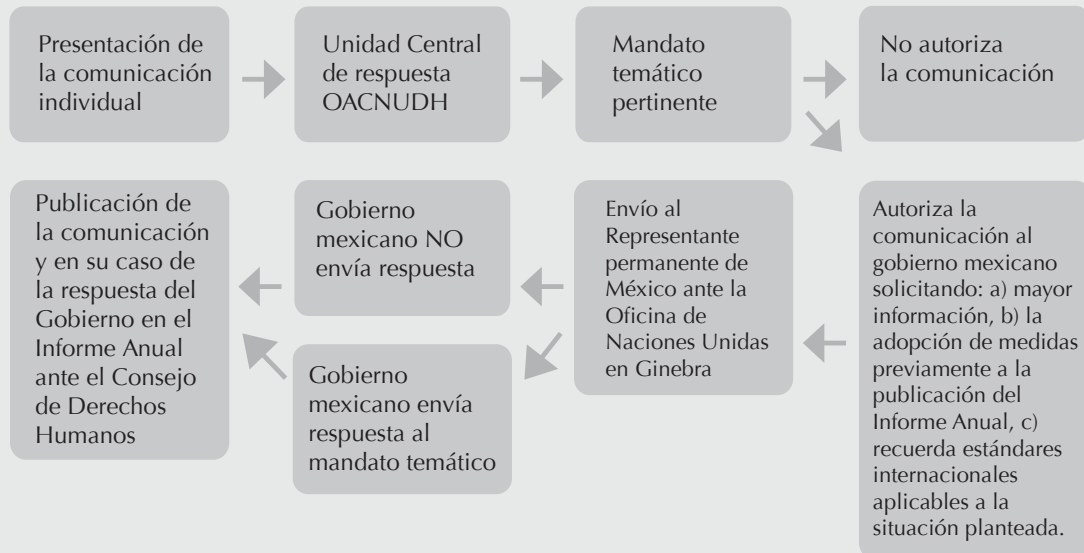 Presentación de
la comunicación
individual
Unidad Central
de respuesta
OACNUDH
Mandato
temático
pertinente
No autoriza
la comunicación
Autoriza la
comunicación al
gobierno mexicano
solicitando: a) mayor
información, b) la
adopción de medidas
previamente a la
publicación del
Informe Anual, c)
recuerda estándares
internacionales
aplicables a la
situación planteada.
Envío al
Representante
permanente de
México ante la
Oficina de
Naciones Unidas
en Ginebra
Gobierno
mexicano NO
envía respuesta
Gobierno
mexicano envía
respuesta al
mandato temático
Publicación de
la comunicación
y en su caso de
la respuesta del
Gobierno en el
Informe Anual
ante el Consejo
de Derechos
Humanos